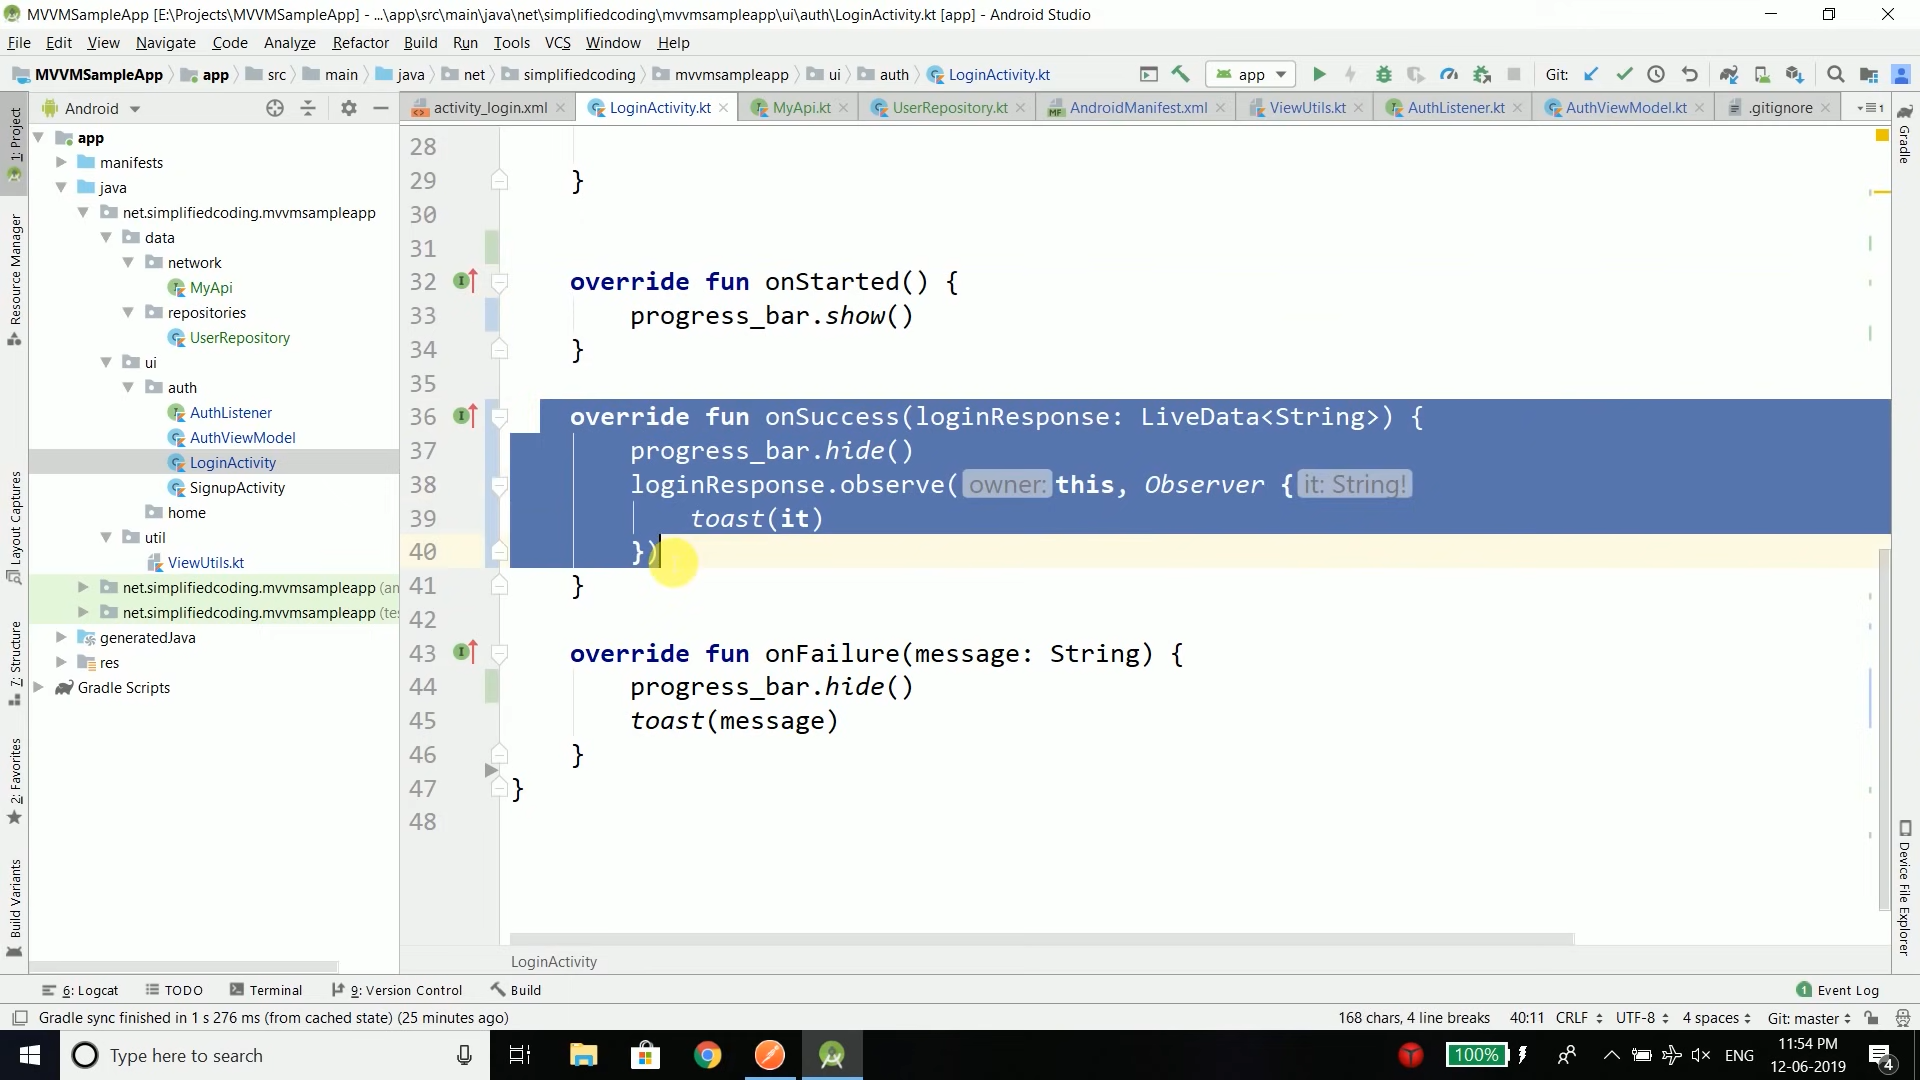 MVVMSampleApp [E:\Projects\MVVMSampleApp] - ...\app\src\main\java\net\simplifiedcoding\mvvmsampleapp\ui\auth\LoginActivity.kt [app] - Android Studio
File Edit View Navigate Code Analyze Refactor Build Run Tools VCS Window Help
MVVMSampleApp app src main java net simplifiedcoding mvvmsampleapp ui auth LoginActivity.kt app Git:
Android
activity_login.xml LoginActivity.kt MyApi.kt UserRepository.kt AndroidManifest.xml ViewUtils.kt AuthListener.kt AuthViewModel.kt .gitignore 1
1: Project
Resource Manager
Layout Captures
7: Structure
2: Favorites
Build Variants
app
manifests
java
net.simplifiedcoding.mvvmsampleapp
data
network
MyApi
repositories
UserRepository
ui
auth
AuthListener
AuthViewModel
LoginActivity
SignupActivity
home
util
ViewUtils.kt
net.simplifiedcoding.mvvmsampleapp (an
net.simplifiedcoding.mvvmsampleapp (te
generatedJava
res
Gradle Scripts
28
29 }
30
31
32 override fun onStarted() {
33 progress_bar.show()
34 }
35
36 override fun onSuccess(loginResponse: LiveData<String>) {
37 progress_bar.hide()
38 loginResponse.observe( owner: this, Observer { it: String!
39 toast(it)
40 })
41 }
42
43 override fun onFailure(message: String) {
44 progress_bar.hide()
45 toast(message)
46 }
47 }
48
LoginActivity
Gradle
Device File Explorer
6: Logcat TODO Terminal 9: Version Control Build 1 Event Log
Gradle sync finished in 1 s 276 ms (from cached state) (25 minutes ago) 168 chars, 4 line breaks 40:11 CRLF UTF-8 4 spaces Git: master
Type here to search 100% ENG 11:54 PM
12-06-2019 4